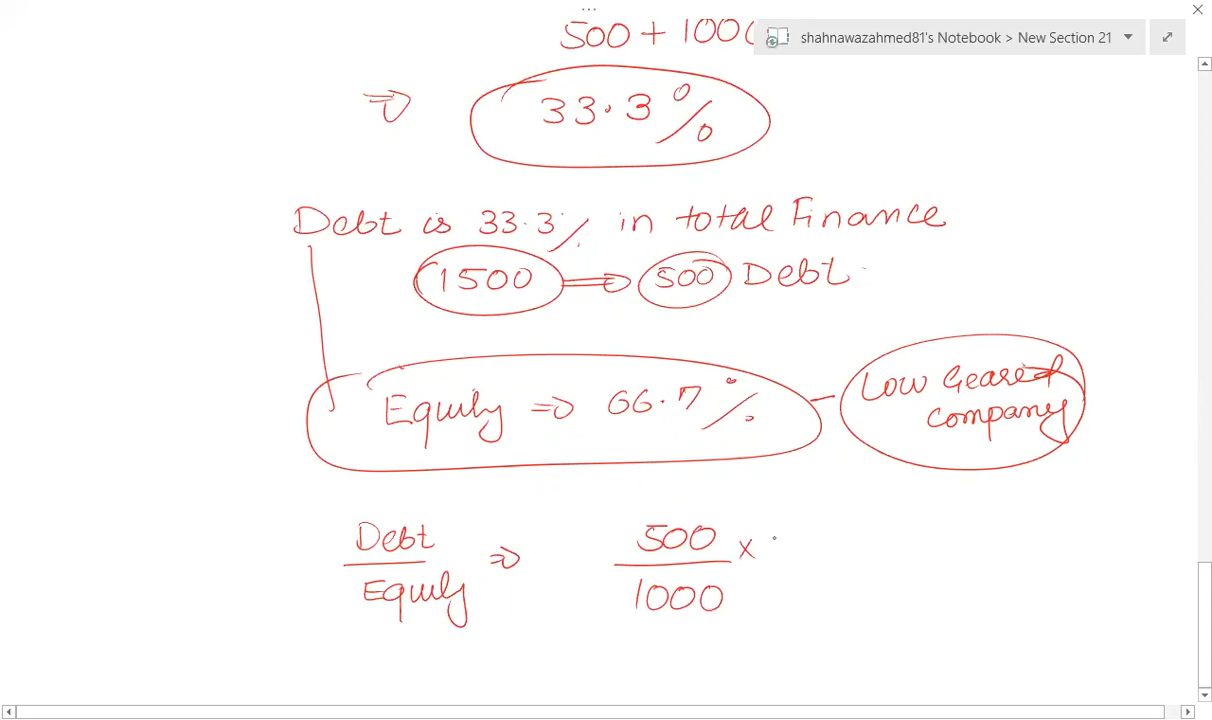 ...
500 + 100
shahnawazahmed81's Notebook > New Section 21
⇒ 33.3%
Debt is 33.3% in total Finance
1500 ⇒ 500 Debt
Equity ⇒ 66.7% – Low Geared
company
Debt ⇒ 500 ×
Equity 1000